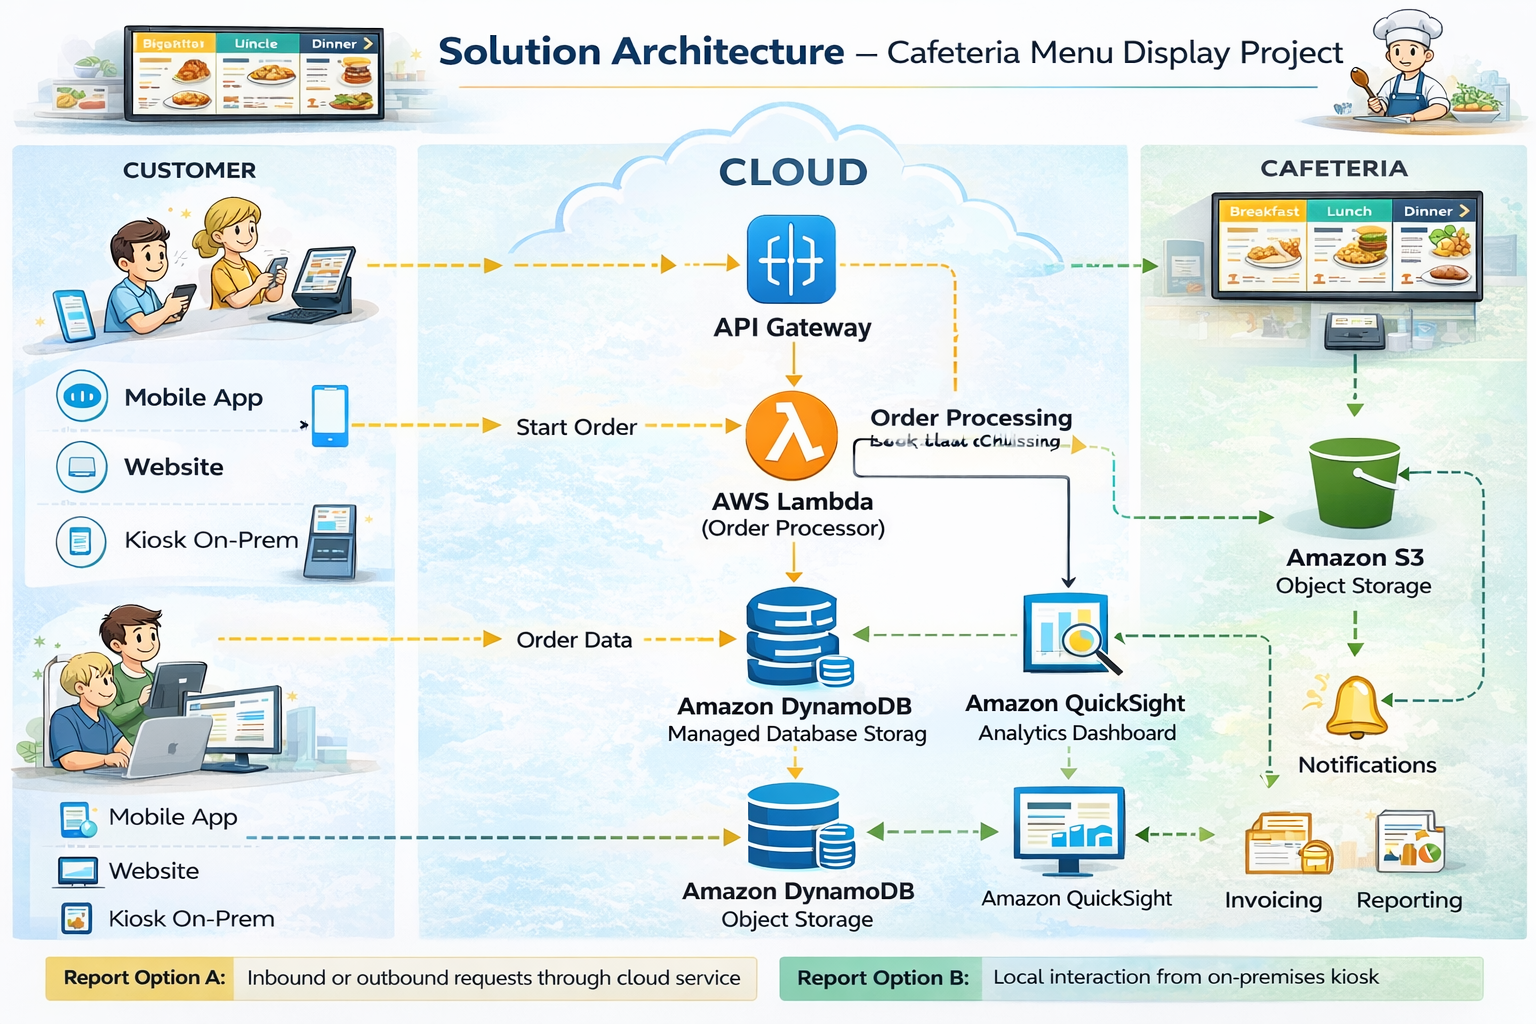 Dinner
Solution Architecture — Cafeteria Menu Display Project
CUSTOMER
CLOUD
CAFETERIA
Breakfast
Lunch
Dinner
API Gateway
Mobile App
Website
Kiosk On-Prem
Start Order
Order Processing
AWS Lambda
(Order Processor)
Amazon S3
Object Storage
Order Data
Amazon DynamoDB
Managed Database Storag
Amazon QuickSight
Analytics Dashboard
Notifications
Mobile App
Website
Kiosk On-Prem
Amazon DynamoDB
Object Storage
Amazon QuickSight
Invoicing
Reporting
Report Option A: Inbound or outbound requests through cloud service
Report Option B: Local interaction from on-premises kiosk